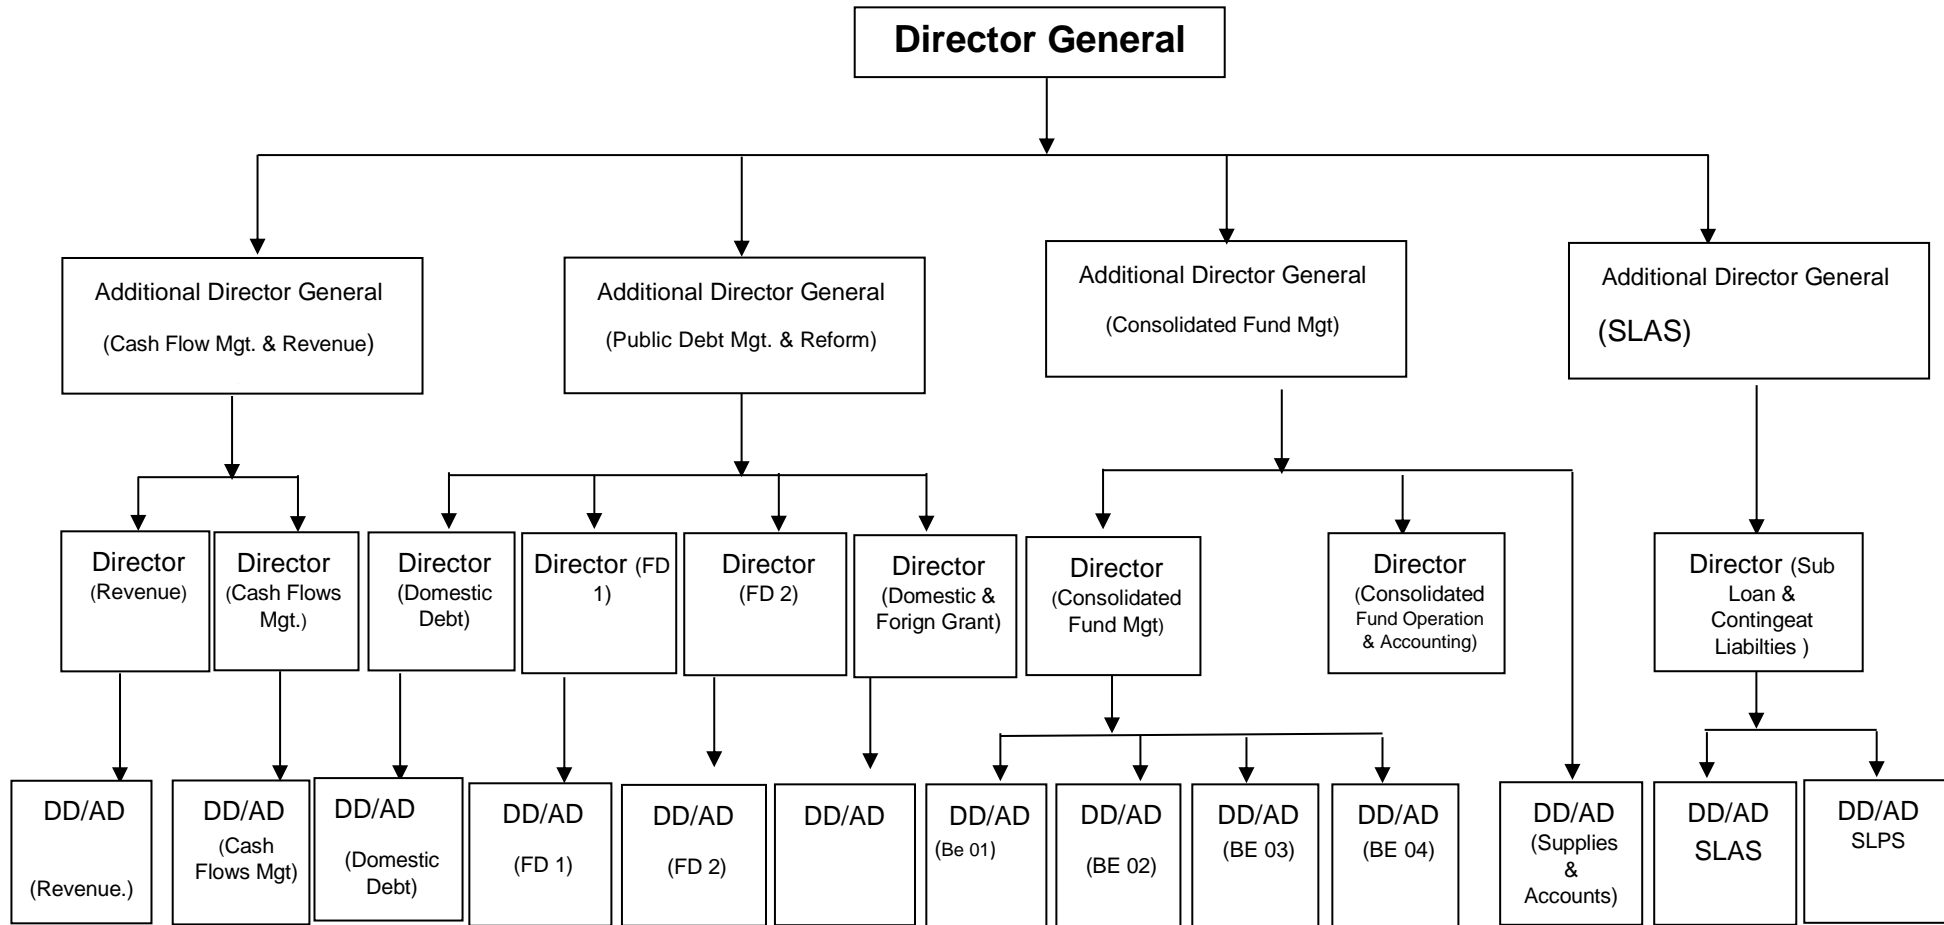 Director General
Additional Director General
(Cash Flow Mgt. & Revenue)
Additional Director General
(Public Debt Mgt. & Reform)
Additional Director General
(Consolidated Fund Mgt)
Additional Director General
(SLAS)
Director
(Revenue)
Director
(Cash Flows
Mgt.)
Director
(Domestic
Debt)
Director (FD
1)
Director
(FD 2)
Director
(Domestic &
Forign Grant)
Director
(Consolidated
Fund Mgt)
Director
(Consolidated
Fund Operation
& Accounting)
Director (Sub
Loan &
Contingeat
Liabilties )
DD/AD
(Revenue.)
DD/AD
(Cash
Flows Mgt)
DD/AD
(Domestic
Debt)
DD/AD
(FD 1)
DD/AD
(FD 2)
DD/AD
DD/AD
(Be 01)
DD/AD
(BE 02)
DD/AD
(BE 03)
DD/AD
(BE 04)
DD/AD
(Supplies
&
Accounts)
DD/AD
SLAS
DD/AD
SLPS